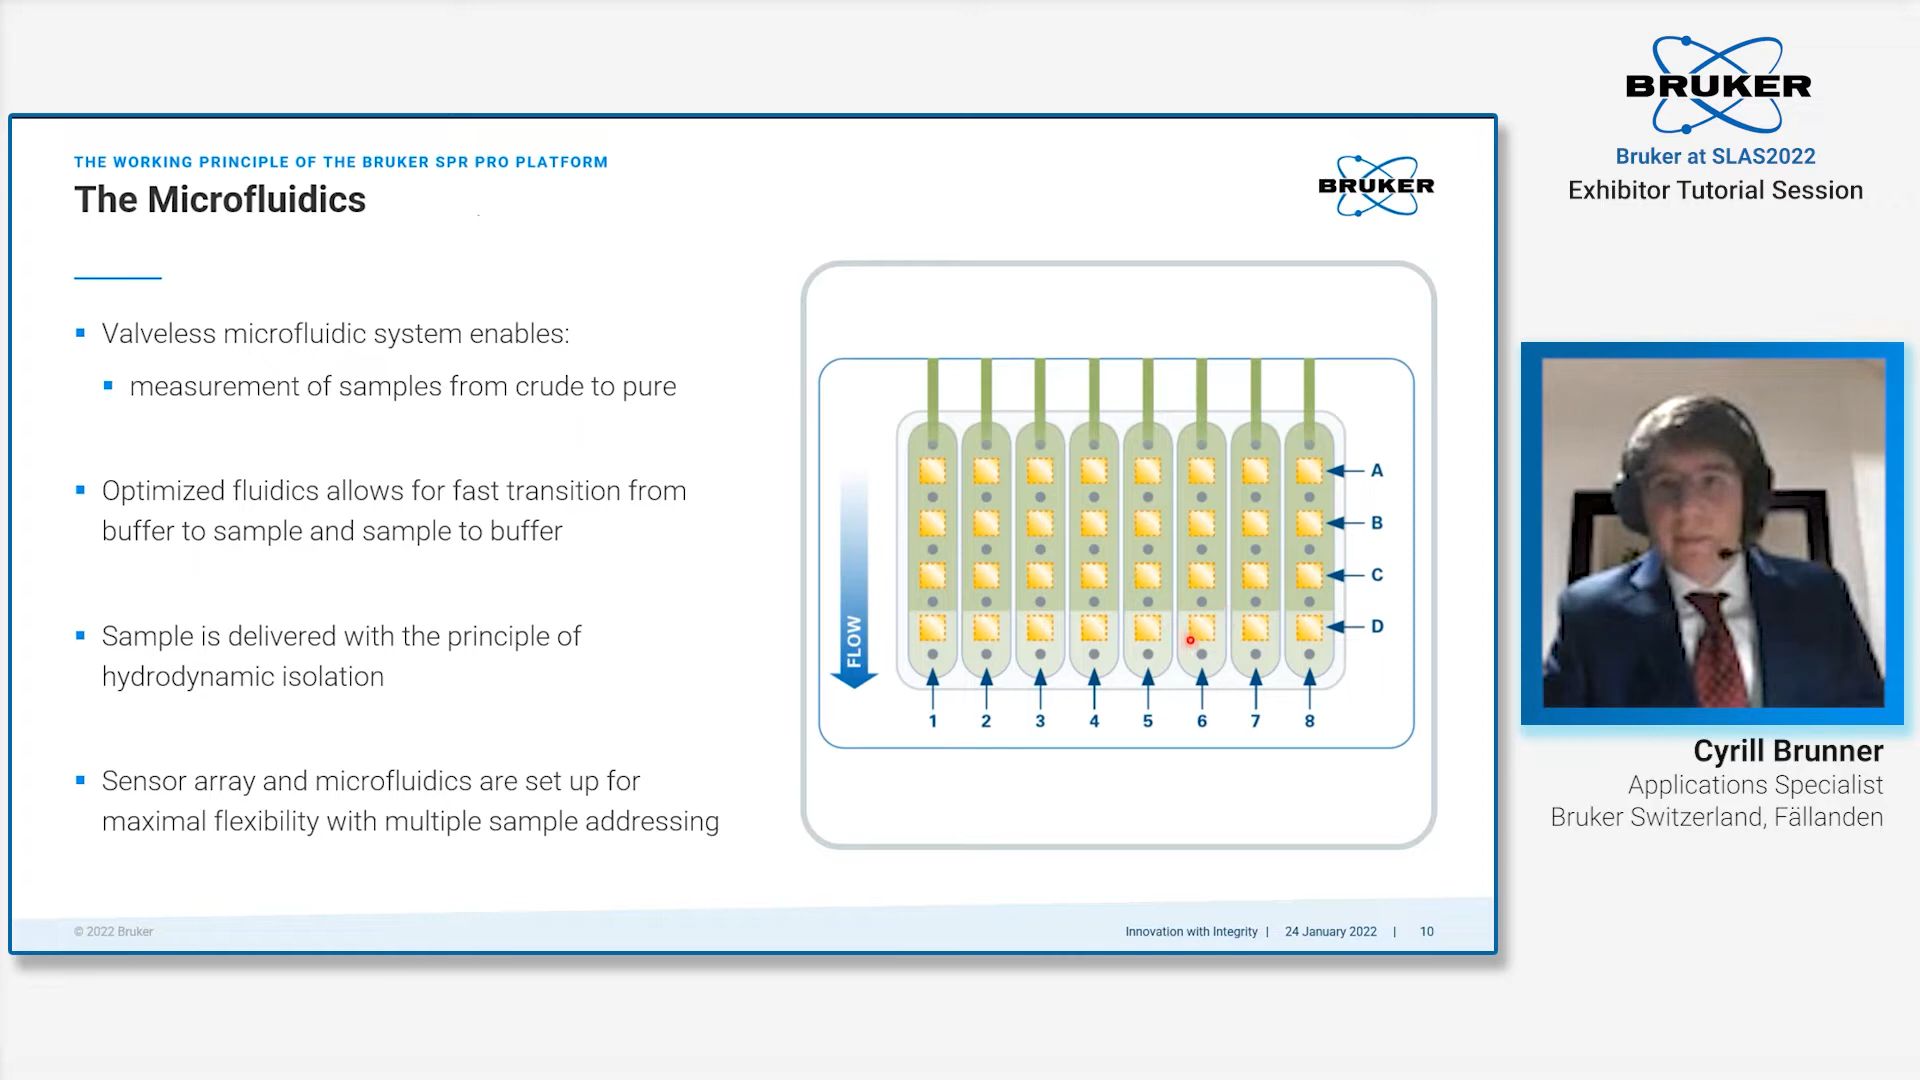 BRUKER
Bruker at SLAS2022
Exhibitor Tutorial Session
THE WORKING PRINCIPLE OF THE BRUKER SPR PRO PLATFORM
The Microfluidics
BRUKER
Valveless microfluidic system enables:
measurement of samples from crude to pure
Optimized fluidics allows for fast transition from
buffer to sample and sample to buffer
Sample is delivered with the principle of
hydrodynamic isolation
Sensor array and microfluidics are set up for
maximal flexibility with multiple sample addressing
FLOW
A
B
C
D
1 2 3 4 5 6 7 8
Cyrill Brunner
Applications Specialist
Bruker Switzerland, Fällanden
© 2022 Bruker
Innovation with Integrity | 24 January 2022 | 10